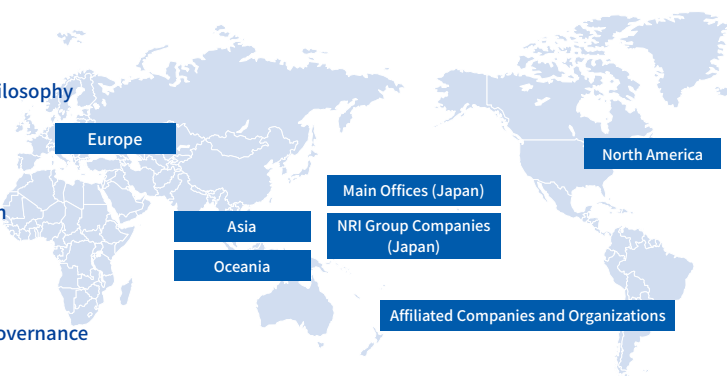 ilosophy
Europe
North America
Main Offices (Japan)
Asia
NRI Group Companies
(Japan)
Oceania
Affiliated Companies and Organizations
overnance